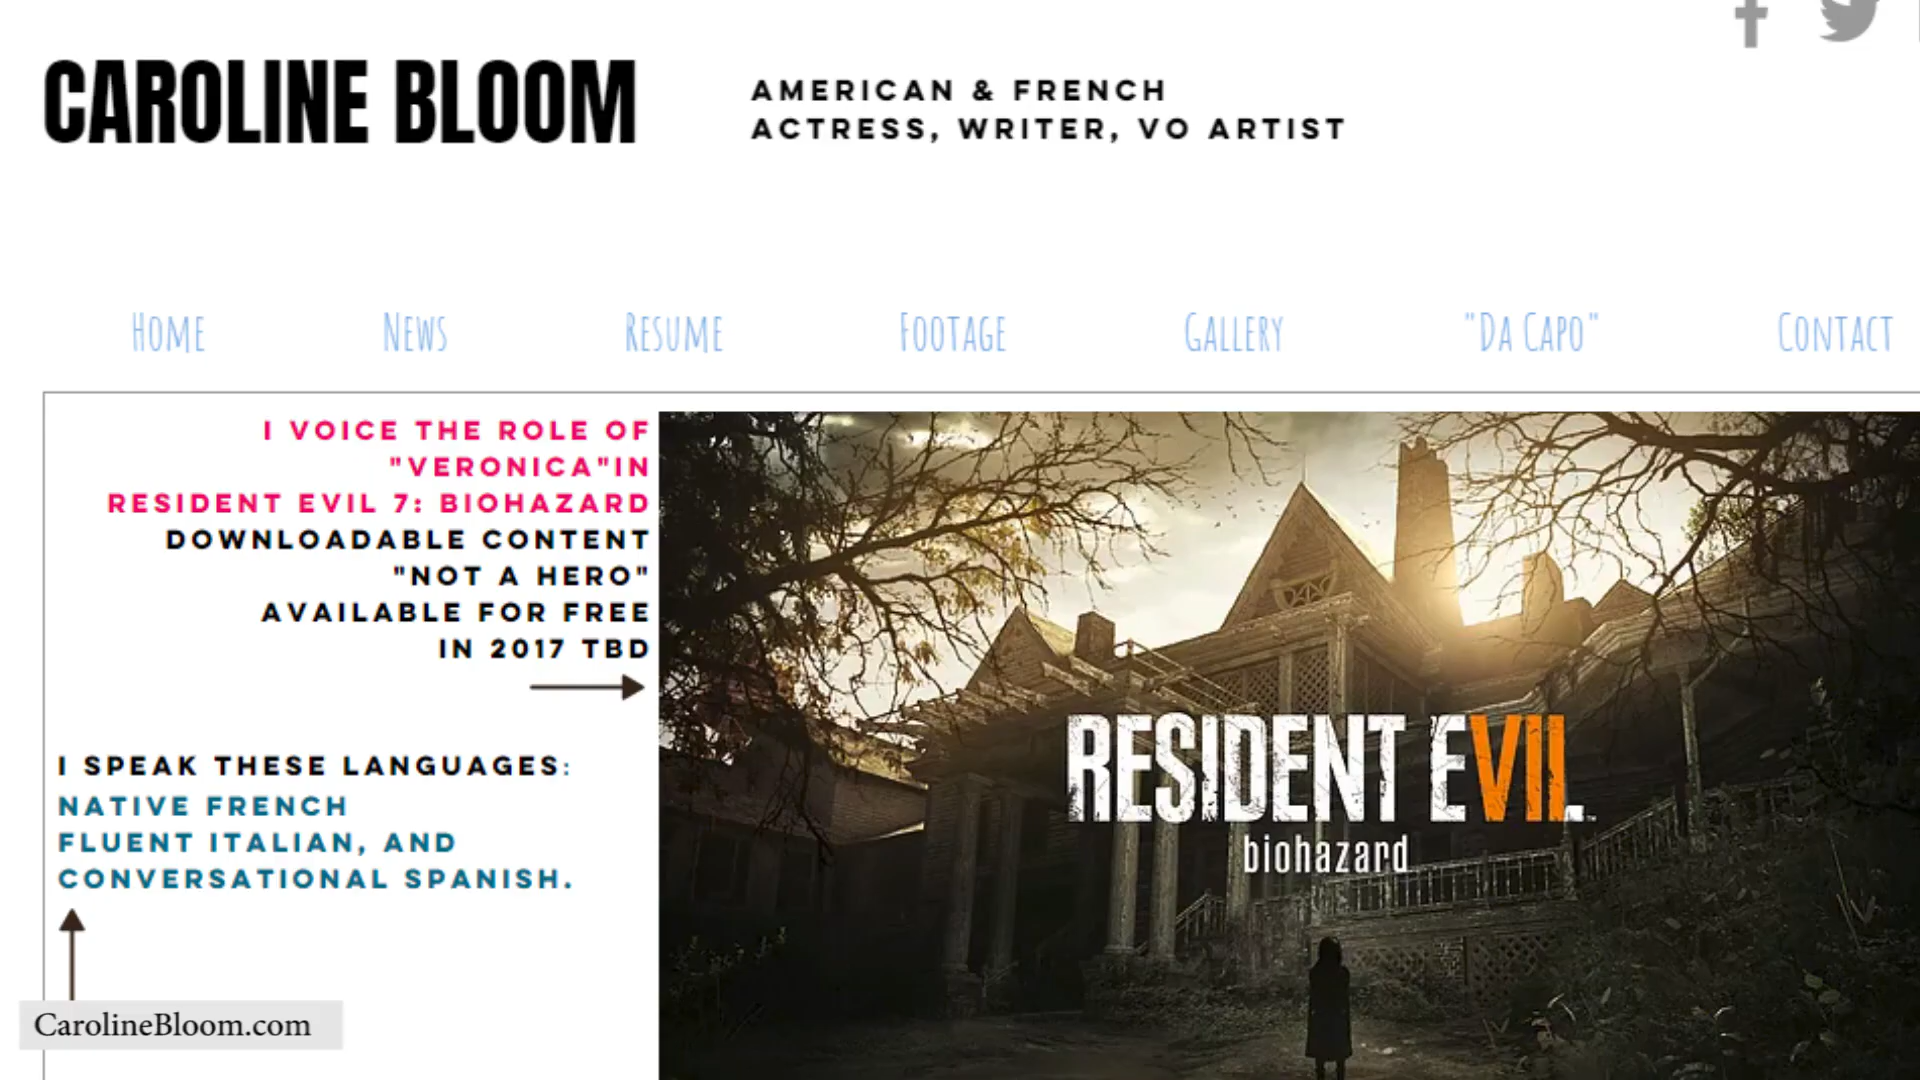 CAROLINE BLOOM
AMERICAN & FRENCH
ACTRESS, WRITER, VO ARTIST
HOME
NEWS
RESUME
FOOTAGE
GALLERY
"DA CAPO"
CONTACT
I VOICE THE ROLE OF
"VERONICA"IN
RESIDENT EVIL 7: BIOHAZARD
DOWNLOADABLE CONTENT
"NOT A HERO"
AVAILABLE FOR FREE
IN 2017 TBD
I SPEAK THESE LANGUAGES:
NATIVE FRENCH
FLUENT ITALIAN, AND
CONVERSATIONAL SPANISH.
RESIDENT EVII.
biohazard
CarolineBloom.com